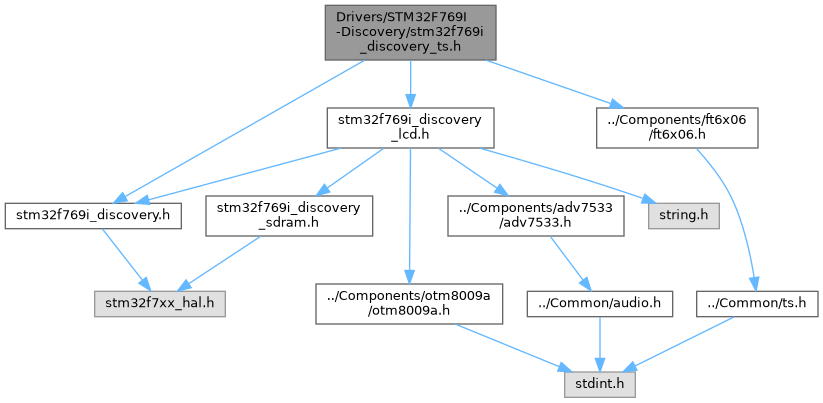 Drivers/STM32F769I
-Discovery/stm32f769i
_discovery_ts.h
stm32f769i_discovery
_lcd.h
../Components/ft6x06
/ft6x06.h
stm32f769i_discovery.h
stm32f769i_discovery
_sdram.h
../Components/adv7533
/adv7533.h
string.h
stm32f7xx_hal.h
../Components/otm8009a
/otm8009a.h
../Common/audio.h
../Common/ts.h
stdint.h